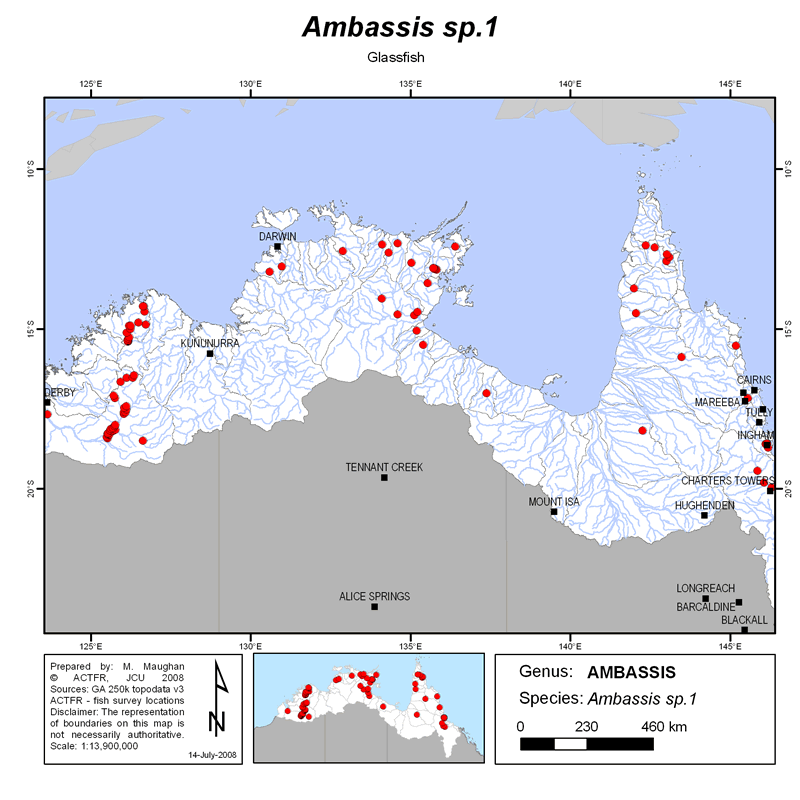 Ambassis sp.1
Glassfish
125°E 130°E 135°E 140°E 145°E
10°S 10°S
DARWIN
15°S 15°S
KUNUNURRA
DERBY
CAIRNS
MAREEBA
TULLY
INGHAM
TENNANT CREEK
CHARTERS TOWERS
20°S 20°S
MOUNT ISA
HUGHENDEN
ALICE SPRINGS
LONGREACH
BARCALDINE
BLACKALL
125°E 130°E 135°E 140°E 145°E
Prepared by: M. Maughan
© ACTFR, JCU 2008
Sources: GA 250k topodata v3
ACTFR - fish survey locations
Disclaimer: The representation
of boundaries on this map is
not necessarily authoritative.
Scale: 1:13,900,000
14-July-2008
N
Genus: AMBASSIS
Species: Ambassis sp.1
0 230 460 km